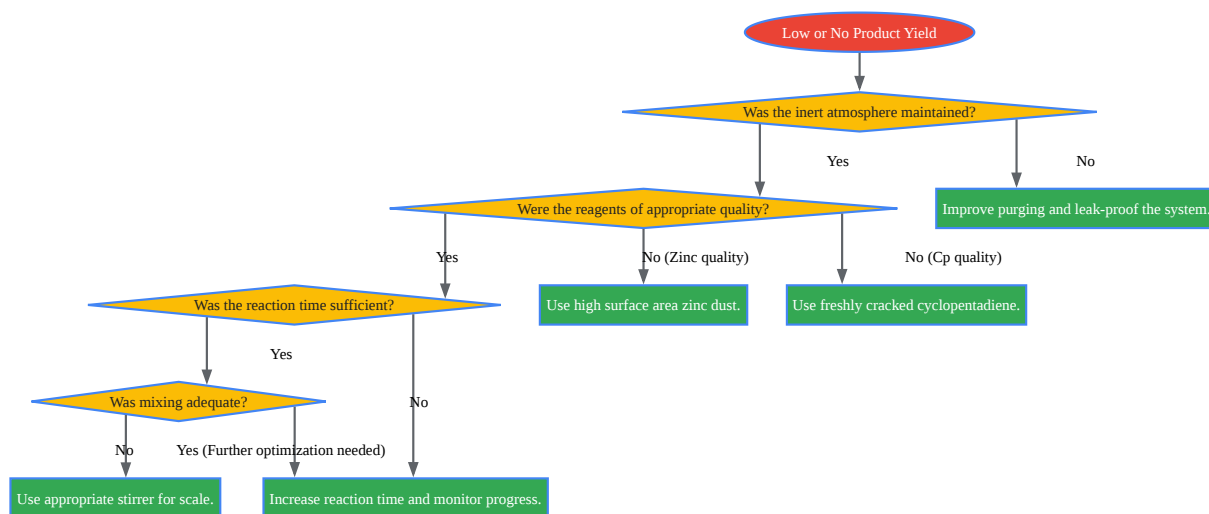 Low or No Product Yield
Was the inert atmosphere maintained?
Yes
No
Were the reagents of appropriate quality?
Improve purging and leak-proof the system.
Yes
No (Zinc quality)
No (Cp quality)
Was the reaction time sufficient?
Use high surface area zinc dust.
Use freshly cracked cyclopentadiene.
Yes
Was mixing adequate?
No
No
Yes (Further optimization needed)
Use appropriate stirrer for scale.
Increase reaction time and monitor progress.